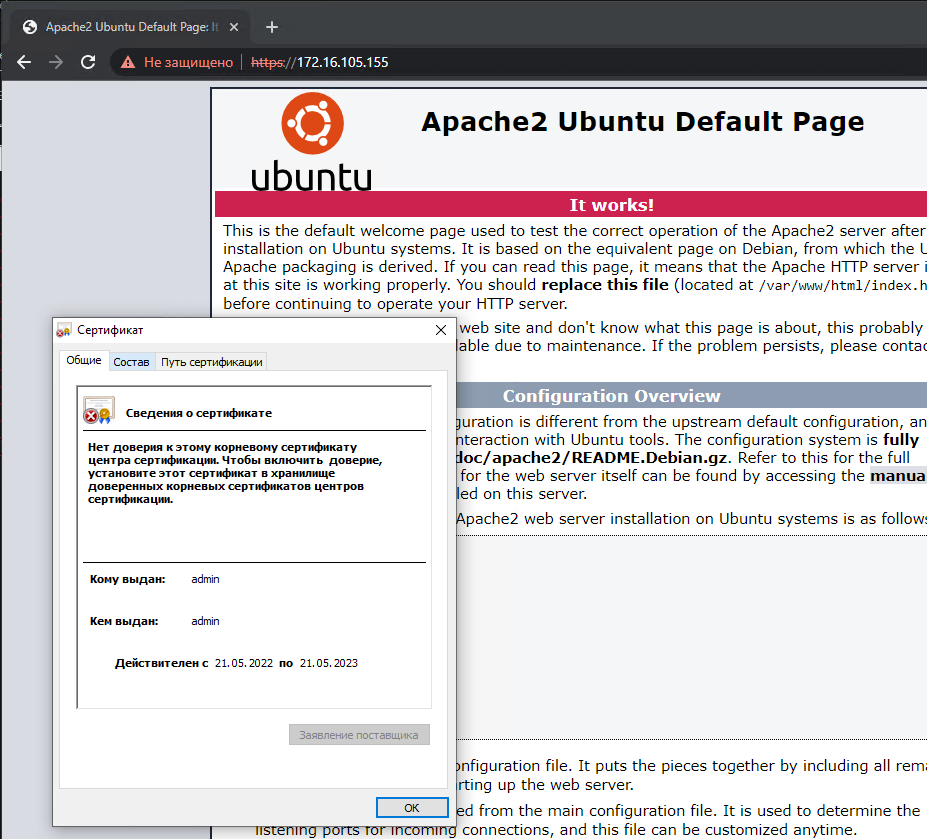 Apache2 Ubuntu Default Page: It
Не защищено https://172.16.105.155
ubuntu
Apache2 Ubuntu Default Page
It works!
This is the default welcome page used to test the correct operation of the Apache2 server after
installation on Ubuntu systems. It is based on the equivalent page on Debian, from which the
Apache packaging is derived. If you can read this page, it means that the Apache HTTP server
at this site is working properly. You should replace this file (located at /var/www/html/index.h
before continuing to operate your HTTP server.
web site and don't know what this page is about, this probably
lable due to maintenance. If the problem persists, please contac
Configuration Overview
guration is different from the upstream default configuration, an
nteraction with Ubuntu tools. The configuration system is fully
doc/apache2/README.Debian.gz. Refer to this for the full
for the web server itself can be found by accessing the manua
led on this server.
Apache2 web server installation on Ubuntu systems is as follows
onfiguration file. It puts the pieces together by including all rema
rting up the web server.
ed from the main configuration file. It is used to determine the
listening ports for incoming connections, and this file can be customized anytime.
Сертификат
Общие Состав Путь сертификации
Сведения о сертификате
Нет доверия к этому корневому сертификату
центра сертификации. Чтобы включить доверие,
установите этот сертификат в хранилище
доверенных корневых сертификатов центров
сертификации.
Кому выдан: admin
Кем выдан: admin
Действителен с 21.05.2022 по 21.05.2023
Заявление поставщика
OK